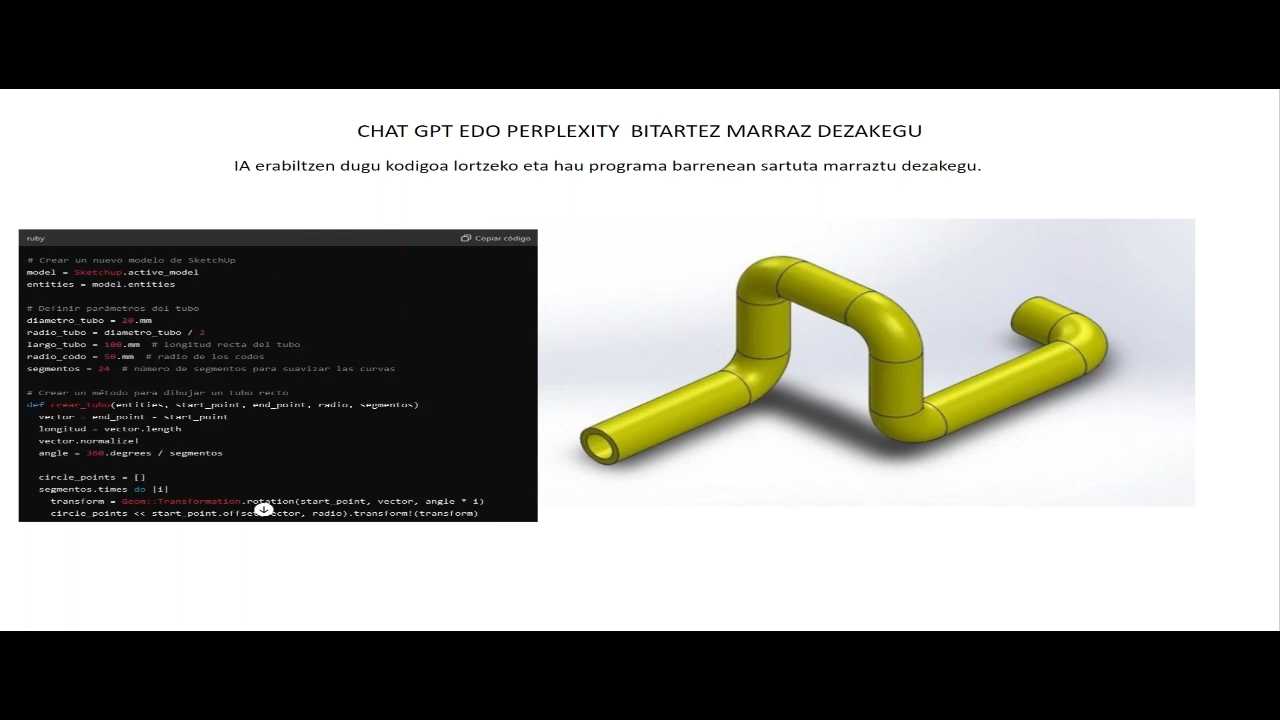 CHAT GPT EDO PERPLEXITY BITARTEZ MARRAZ DEZAKEGU
IA erabiltzen dugu kodigoa lortzeko eta hau programa barrenean sartuta marraztu dezakegu.
ruby
Copiar código
# Crear un nuevo modelo de SketchUp
model = Sketchup.active_model
entities = model.entities
# Definir parámetros del tubo
diametro_tubo = 20.mm
radio_tubo = diametro_tubo / 2
largo_tubo = 100.mm # longitud recta del tubo
radio_codo = 50.mm # radio de los codos
segmentos = 24 # número de segmentos para suavizar las curvas
# Crear un método para dibujar un tubo recto
def crear_tubo(entities, start_point, end_point, radio, segmentos)
vector = end_point - start_point
longitud = vector.length
vector.normalize!
angle = 360.degrees / segmentos
circle_points = []
segmentos.times do |i|
transform = Geom::Transformation.rotation(start_point, vector, angle * i)
circle_points << radio).transform!(transform)